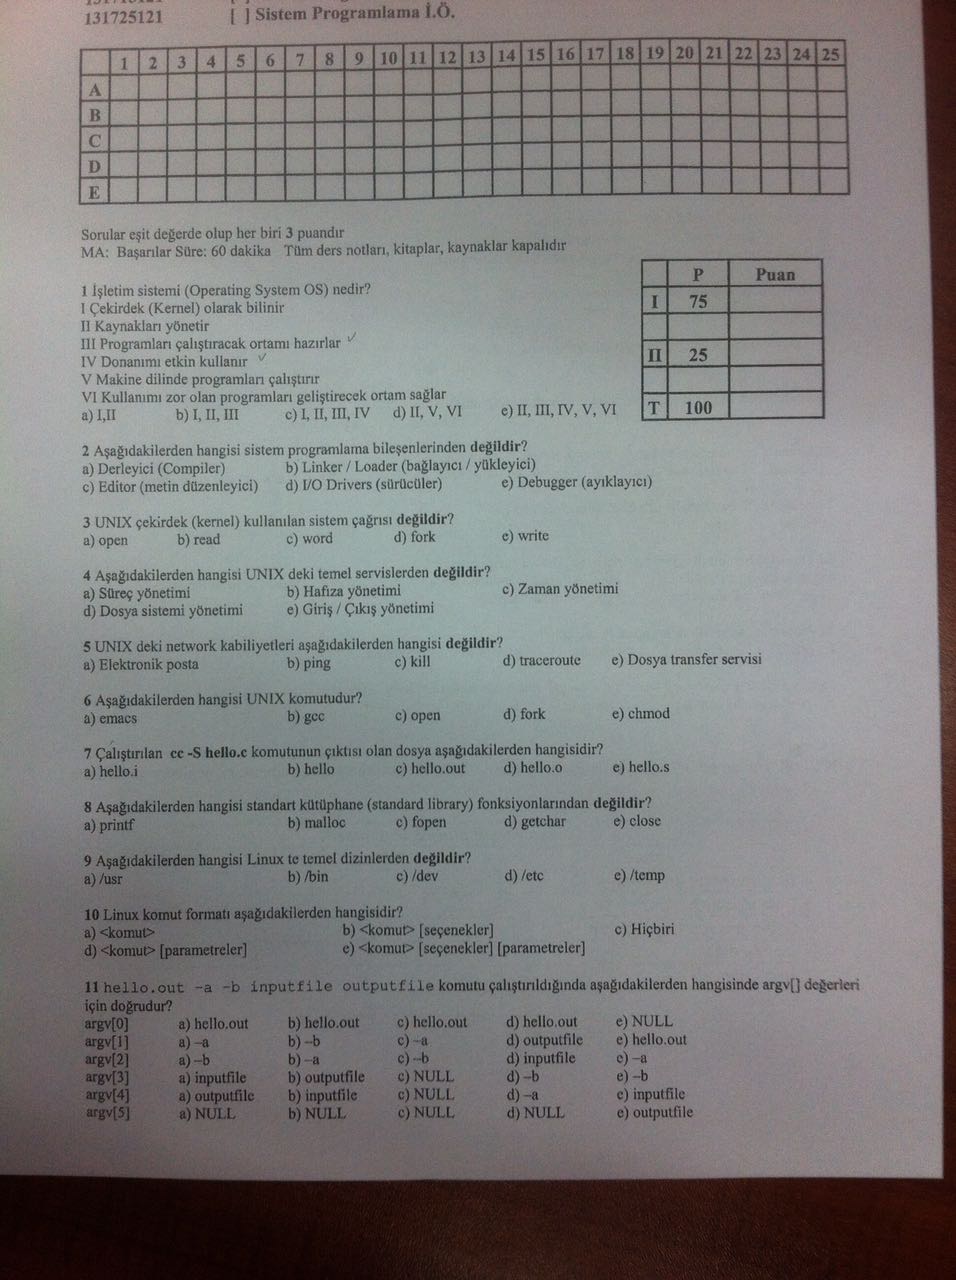 131725121 [ ] Sistem Programlama İ.Ö.
1 2 3 4 5 6 7 8 9 10 11 12 13 14 15 16 17 18 19 20 21 22 23 24 25
A
B
C
D
E
Sorular eşit değerde olup her biri 3 puandır
MA: Başarılar Süre: 60 dakika Tüm ders notları, kitaplar, kaynaklar kapalıdır
P Puan
I 75
II 25
T 100
1 İşletim sistemi (Operating System OS) nedir?
I Çekirdek (Kernel) olarak bilinir
II Kaynakları yönetir
III Programları çalıştıracak ortamı hazırlar
IV Donanımı etkin kullanır
V Makine dilinde programları çalıştırır
VI Kullanımı zor olan programları geliştirecek ortam sağlar
a) I,II b) I, II, III c) I, II, III, IV d) II, V, VI e) II, III, IV, V, VI
2 Aşağıdakilerden hangisi sistem programlama bileşenlerinden değildir?
a) Derleyici (Compiler) b) Linker / Loader (bağlayıcı / yükleyici)
c) Editor (metin düzenleyici) d) I/O Drivers (sürücüler) e) Debugger (ayıklayıcı)
3 UNIX çekirdek (kernel) kullanılan sistem çağrısı değildir?
a) open b) read c) word d) fork e) write
4 Aşağıdakilerden hangisi UNIX deki temel servislerden değildir?
a) Süreç yönetimi b) Hafıza yönetimi c) Zaman yönetimi
d) Dosya sistemi yönetimi e) Giriş / Çıkış yönetimi
5 UNIX deki network kabiliyetleri aşağıdakilerden hangisi değildir?
a) Elektronik posta b) ping c) kill d) traceroute e) Dosya transfer servisi
6 Aşağıdakilerden hangisi UNIX komutudur?
a) emacs b) gcc c) open d) fork e) chmod
7 Çalıştırılan cc -S hello.c komutunun çıktısı olan dosya aşağıdakilerden hangisidir?
a) hello.i b) hello c) hello.out d) hello.o e) hello.s
8 Aşağıdakilerden hangisi standart kütüphane (standard library) fonksiyonlarından değildir?
a) printf b) malloc c) fopen d) getchar e) close
9 Aşağıdakilerden hangisi Linux te temel dizinlerden değildir?
a) /usr b) /bin c) /dev d) /etc e) /temp
10 Linux komut formatı aşağıdakilerden hangisidir?
a) <komut> b) <komut> [seçenekler] c) Hiçbiri
d) <komut> [parametreler] e) <komut> [seçenekler] [parametreler]
11 hello.out -a -b inputfile outputfile komutu çalıştırıldığında aşağıdakilerden hangisinde argv[] değerleri
için doğrudur?
argv[0] a) hello.out b) hello.out c) hello.out d) hello.out e) NULL
argv[1] a) –a b) –b c) –a d) outputfile e) hello.out
argv[2] a) –b b) –a c) –b d) inputfile e) –a
argv[3] a) inputfile b) outputfile c) NULL d) –b e) –b
argv[4] a) outputfile b) inputfile c) NULL d) –a e) inputfile
argv[5] a) NULL b) NULL c) NULL d) NULL e) outputfile